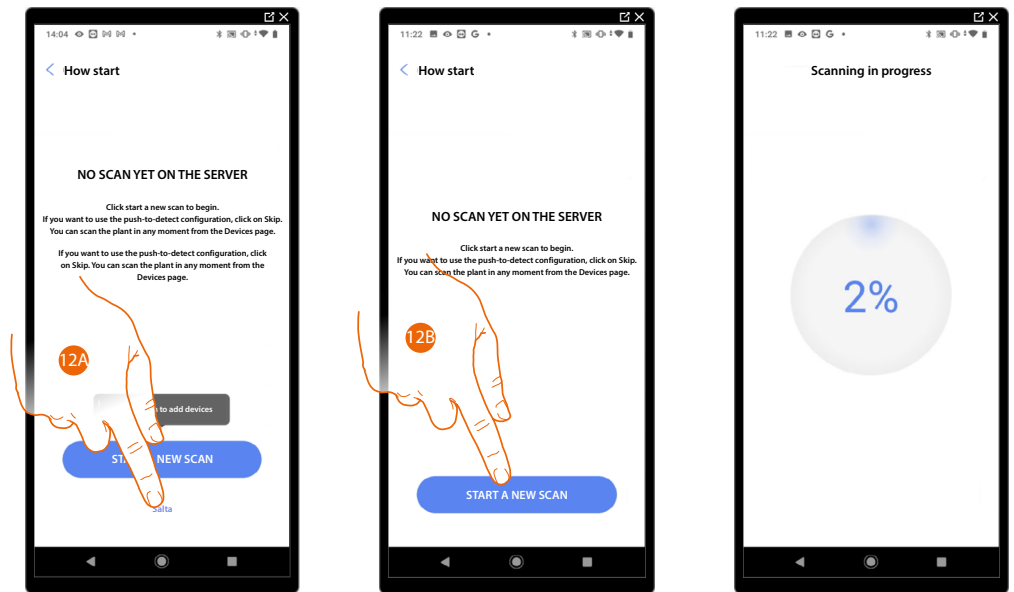 14:04
How start
NO SCAN YET ON THE SERVER
Click start a new scan to begin.
If you want to use the push-to-detect configuration, click on Skip.
You can scan the plant in any moment from the Devices page.
If you want to use the push-to-detect configuration, click
on Skip. You can scan the plant in any moment from the
Devices page.
12A
to add devices
NEW SCAN
Salta
11:22
G
How start
NO SCAN YET ON THE SERVER
Click start a new scan to begin.
If you want to use the push-to-detect configuration, click on Skip.
You can scan the plant in any moment from the Devices page.
12B
START A NEW SCAN
11:22
G
Scanning in progress
2%